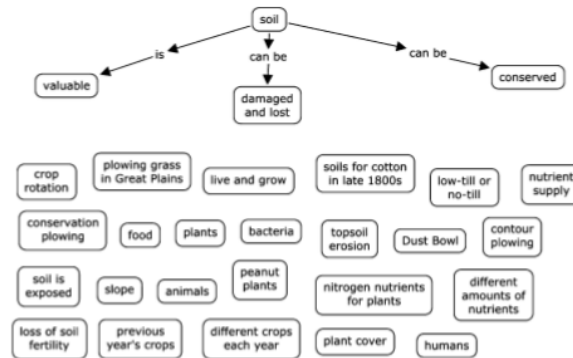 soil
is
can be
can be
valuable
damaged
and lost
conserved
crop
rotation
plowing grass
in Great Plains
live and grow
soils for cotton
in late 1800s
low-till or
no-till
nutrient
supply
conservation
plowing
food
plants
bacteria
topsoil
erosion
Dust Bowl
contour
plowing
soil is
exposed
slope
animals
peanut
plants
nitrogen nutrients
for plants
different
amounts of
nutrients
loss of soil
fertility
previous
year's crops
different crops
each year
plant cover
humans